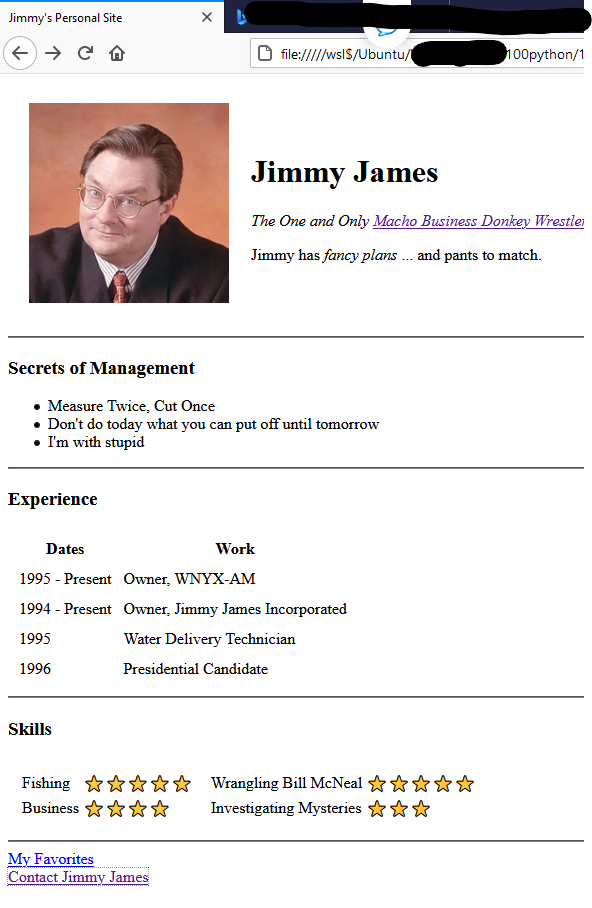 Jimmy's Personal Site
file://///wsl$/Ubuntu/
100python/1
Jimmy James
The One and Only Macho Business Donkey Wrestler
Jimmy has fancy plans ... and pants to match.
Secrets of Management
Measure Twice, Cut Once
Don't do today what you can put off until tomorrow
I'm with stupid
Experience
Dates Work
1995 - Present Owner, WNYX-AM
1994 - Present Owner, Jimmy James Incorporated
1995 Water Delivery Technician
1996 Presidential Candidate
Skills
Fishing Wrangling Bill McNeal
Business Investigating Mysteries
My Favorites
Contact Jimmy James